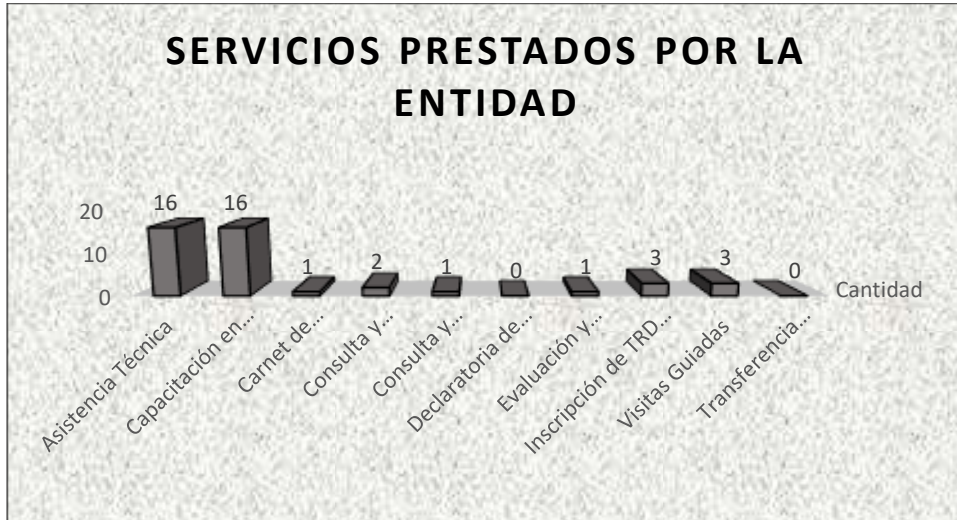 SERVICIOS PRESTADOS POR LA
ENTIDAD
20
10
0
16
16
1
2
1
0
1
3
3
0
Cantidad
Asistencia Técnica
Capacitación en...
Carnet de...
Consulta y...
Consulta y...
Declaratoria de...
Evaluación y...
Inscripción de TRD...
Visitas Guiadas
Transferencia...